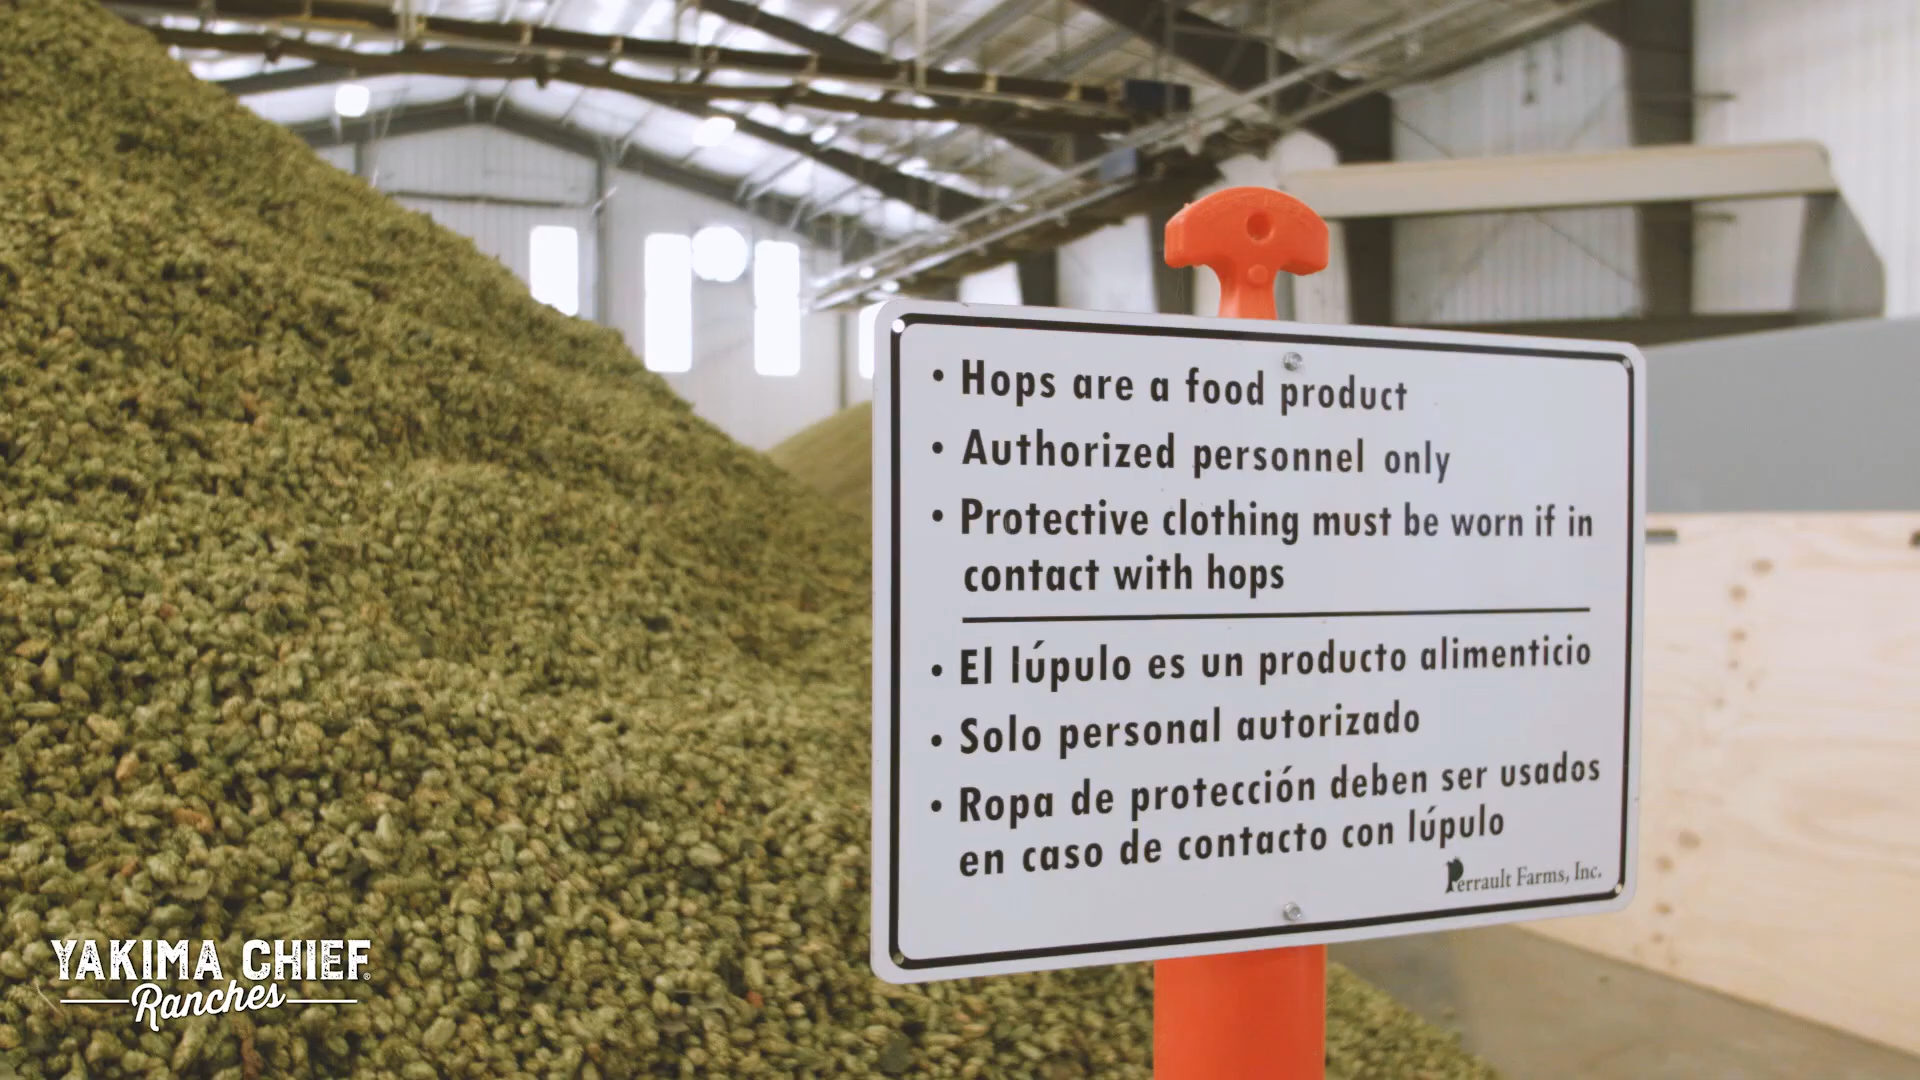 • Hops are a food product
• Authorized personnel only
• Protective clothing must be worn if in
contact with hops
• El lúpulo es un producto alimenticio
• Solo personal autorizado
• Ropa de protección deben ser usados
en caso de contacto con lúpulo
Perrault Farms, Inc.
YAKIMA CHIEF®
Ranches